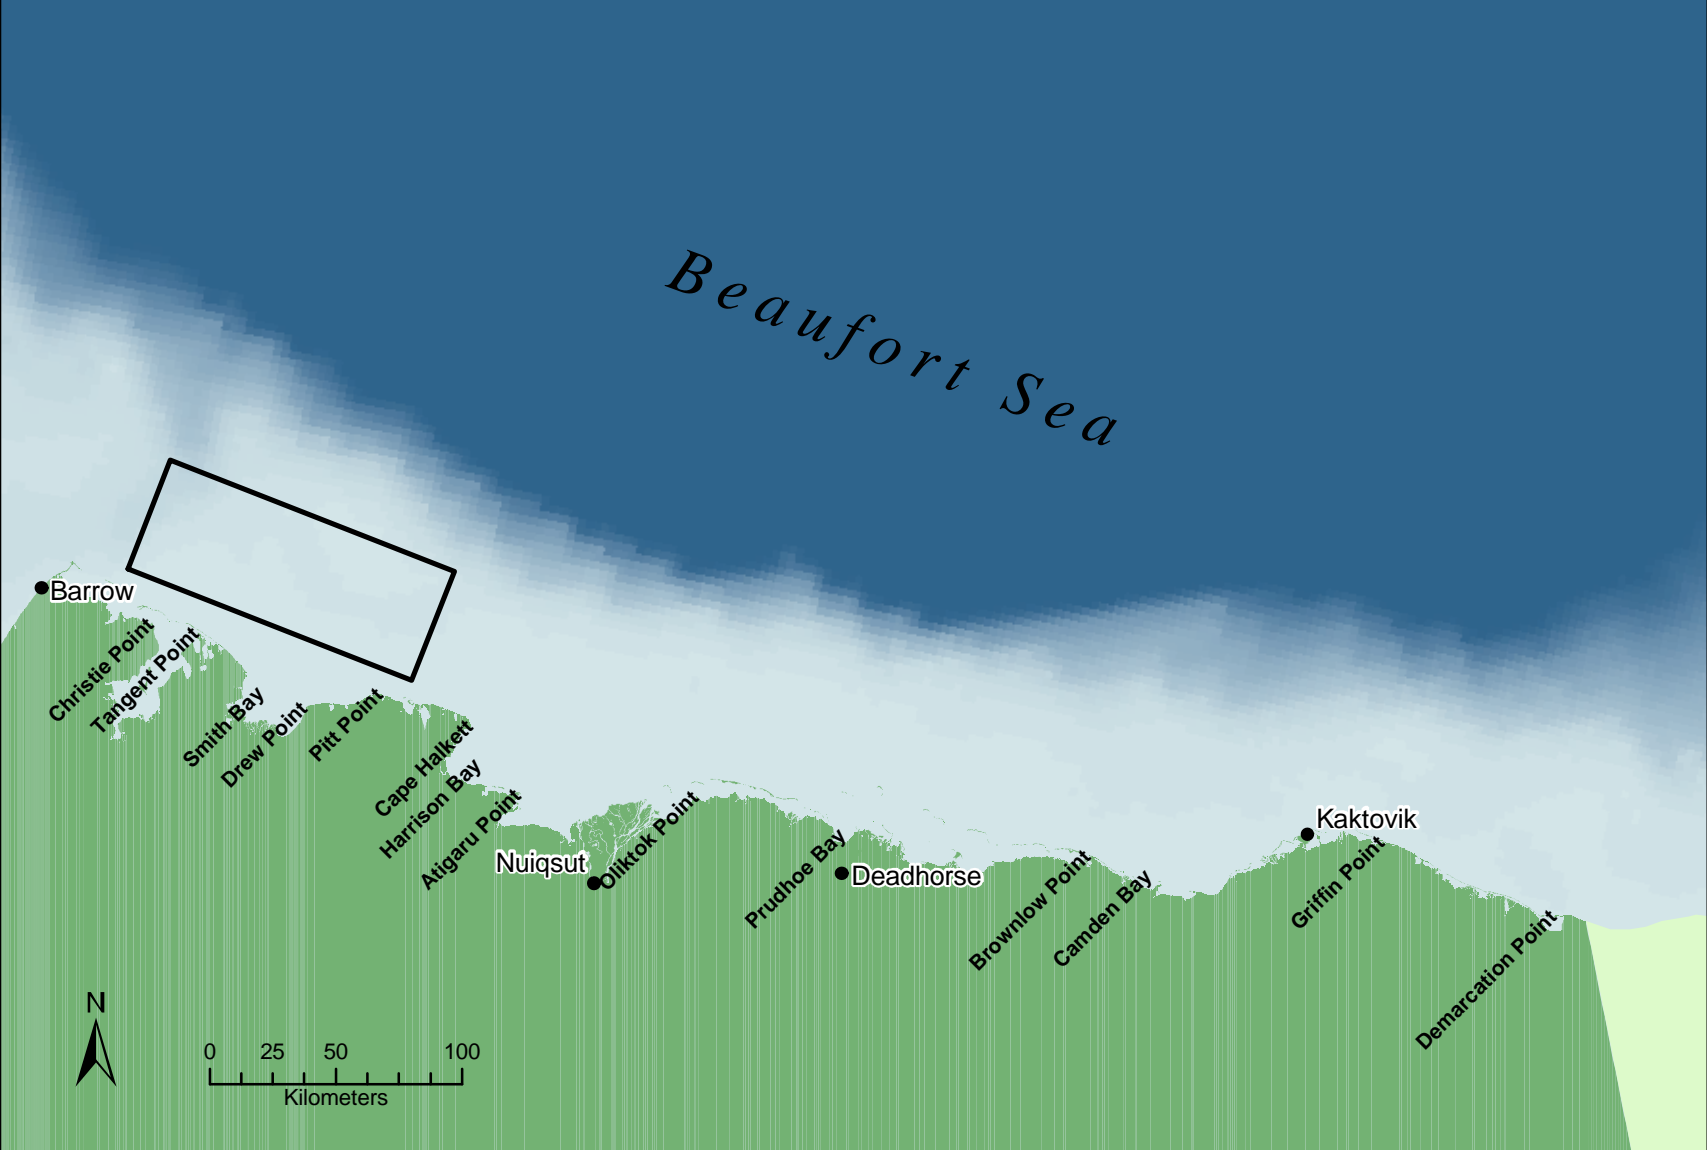 Beaufort Sea
Barrow
Christie Point
Tangent Point
Smith Bay
Drew Point
Pitt Point
Cape Halkett
Harrison Bay
Atigaru Point
Nuiqsut
Oliktok Point
Prudhoe Bay
Deadhorse
Brownlow Point
Camden Bay
Kaktovik
Griffin Point
Demarcation Point
N
0 25 50 100
Kilometers